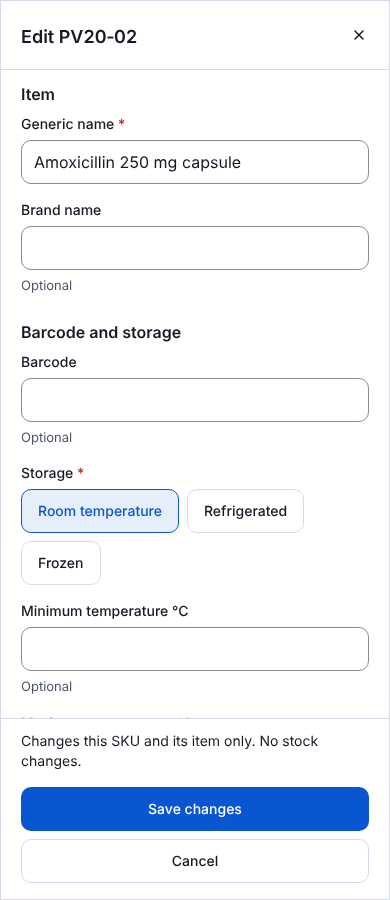 Edit PV20-02
Item
Generic name *
Amoxicillin 250 mg capsule
Brand name
Optional
Barcode and storage
Barcode
Optional
Storage *
Room temperature
Refrigerated
Frozen
Minimum temperature °C
Optional
Changes this SKU and its item only. No stock
changes.
Save changes
Cancel